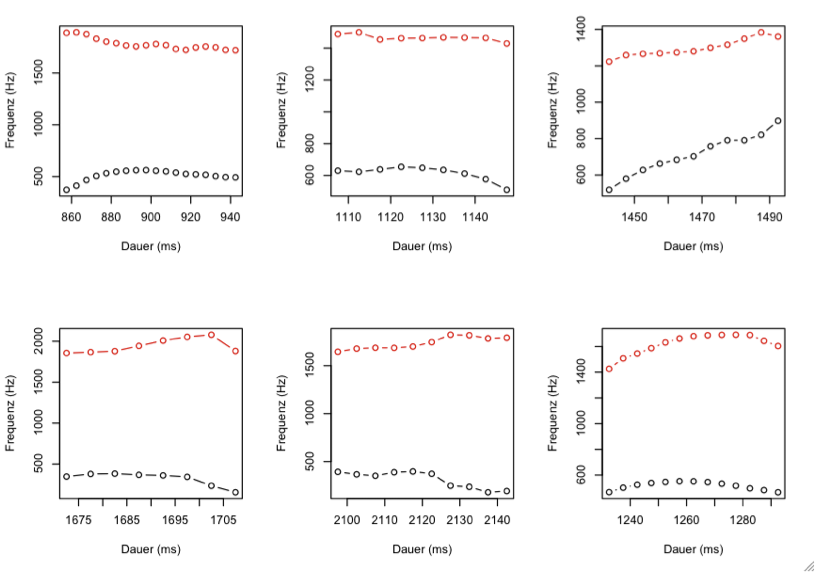 Frequenz (Hz)
500 1000 1500
860 880 900 920 940
Dauer (ms)
Frequenz (Hz)
600 800 1200
1110 1120 1130 1140
Dauer (ms)
Frequenz (Hz)
600 800 1000 1400
1450 1470 1490
Dauer (ms)
Frequenz (Hz)
500 1000 1500 2000
1675 1685 1695 1705
Dauer (ms)
Frequenz (Hz)
500 1000 1500
2100 2110 2120 2130 2140
Dauer (ms)
Frequenz (Hz)
600 1000 1400
1240 1260 1280
Dauer (ms)